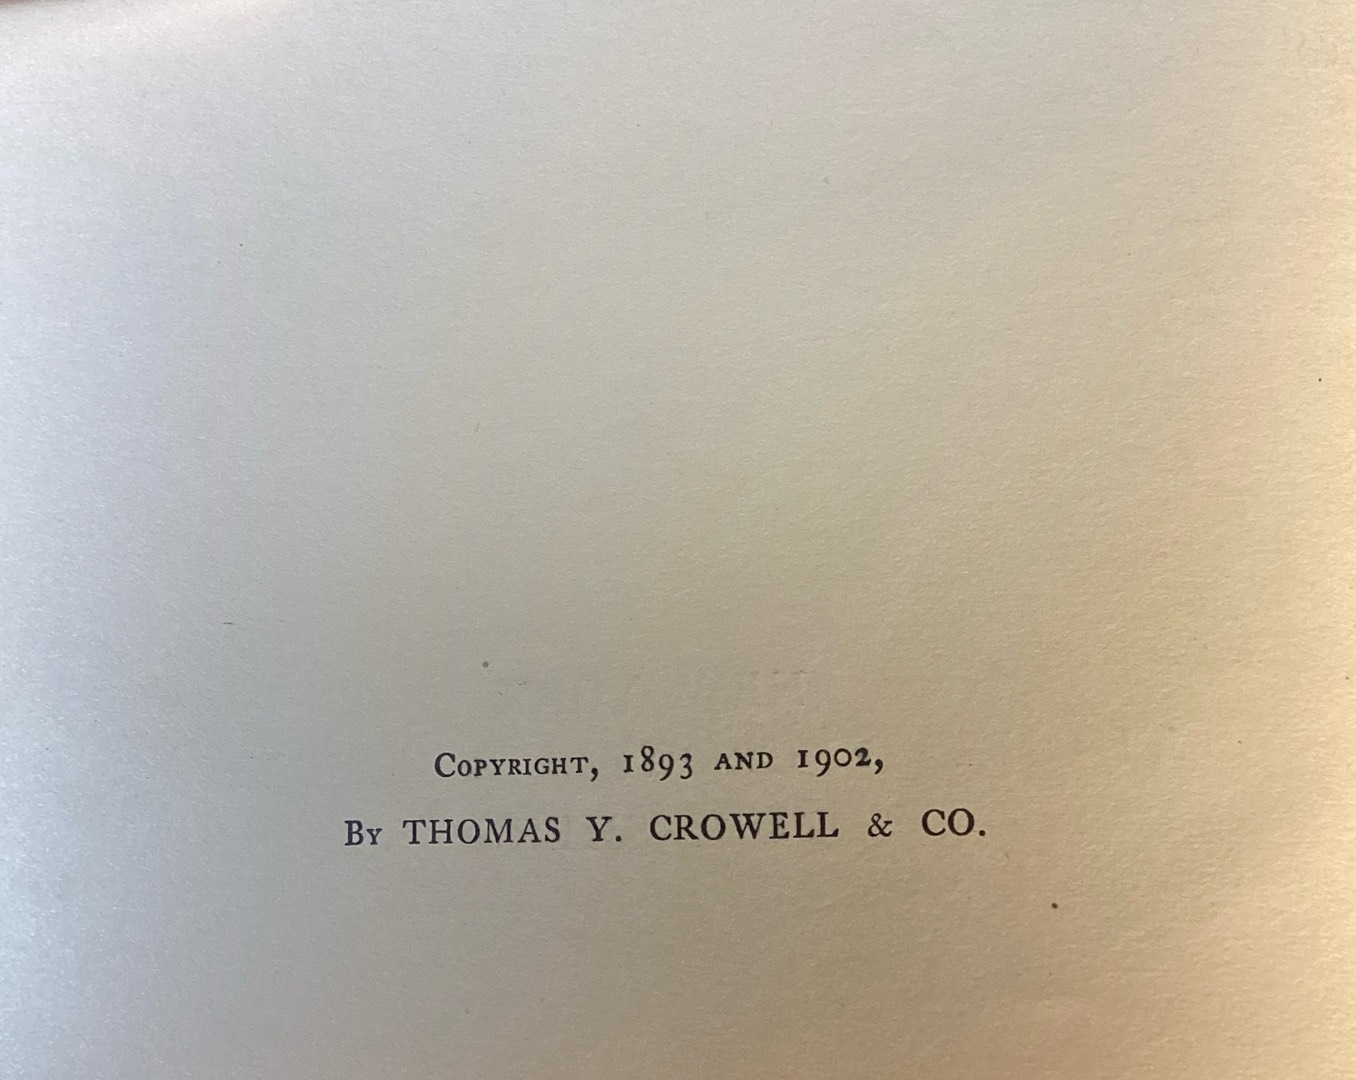 Copyright, 1893 and 1902,
By THOMAS Y. CROWELL & CO.